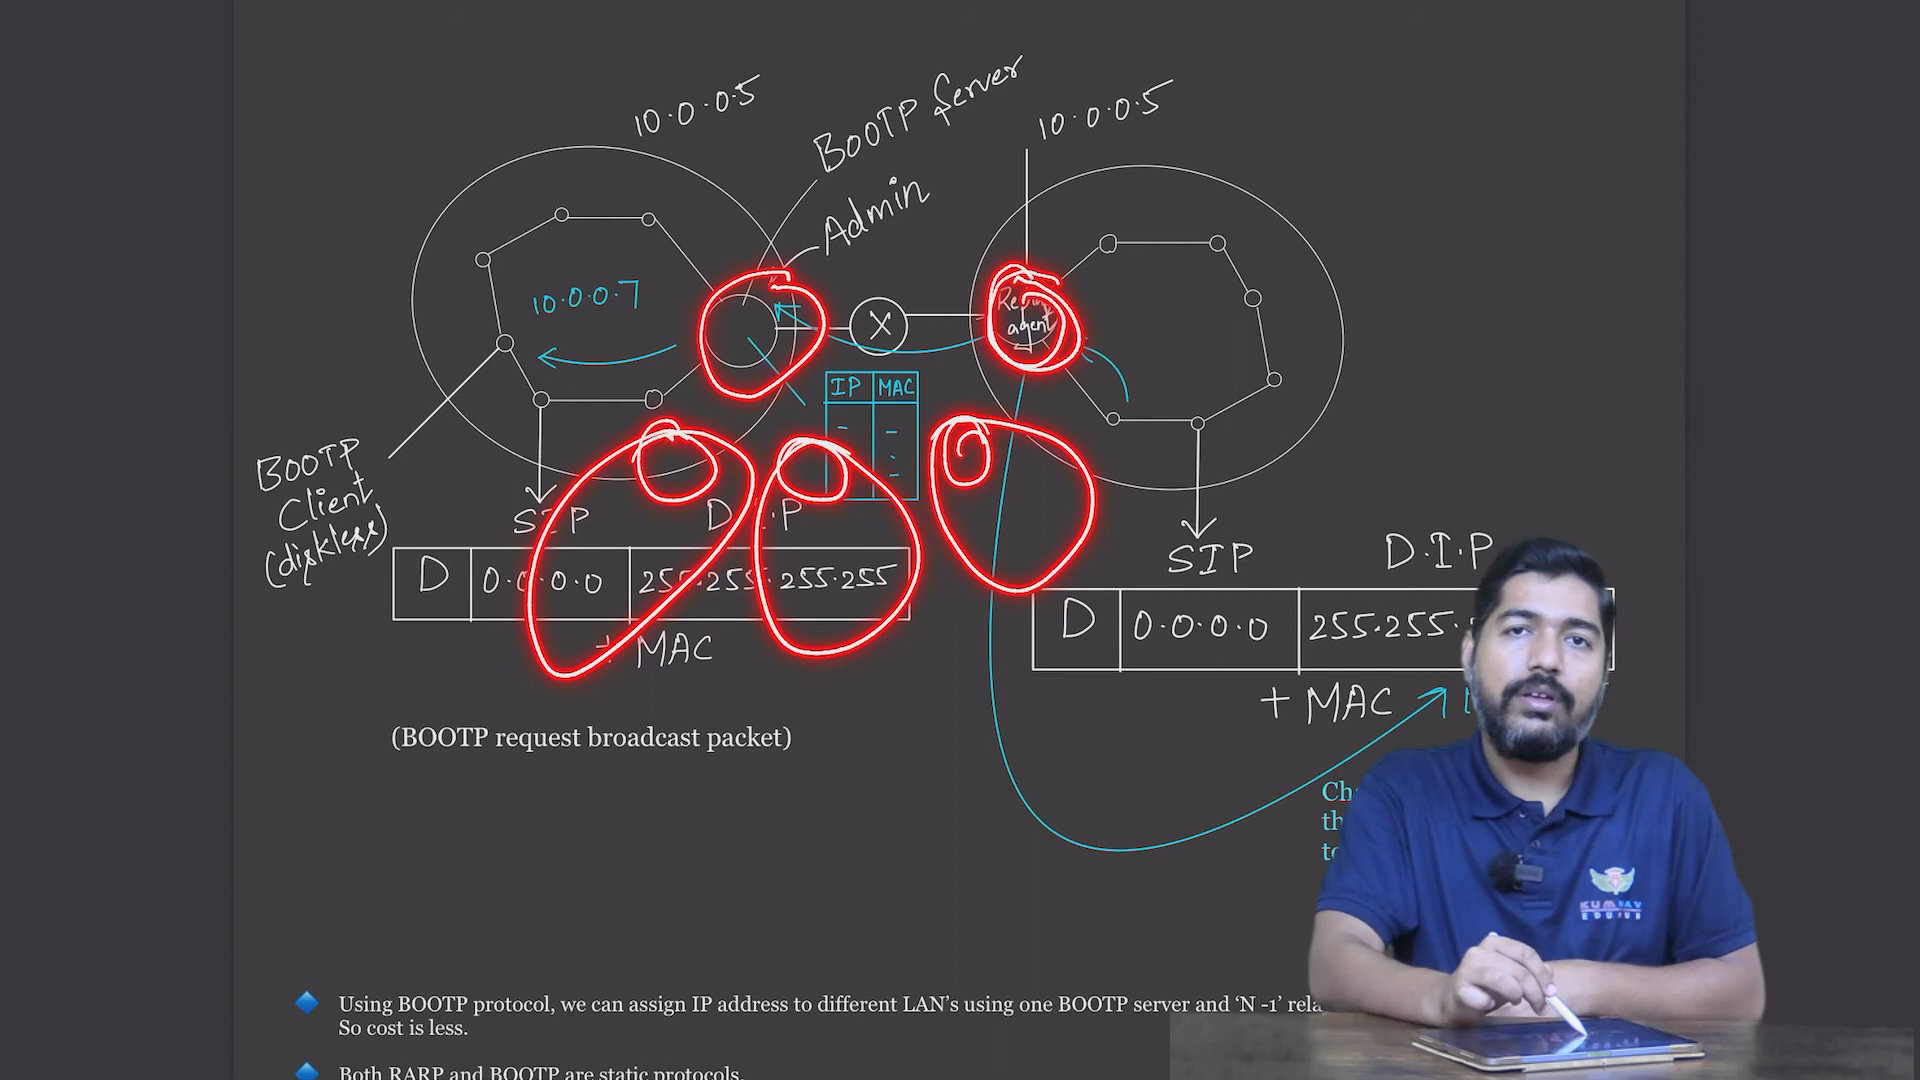 10.0.0.5
BOOTP Server
10.0.0.5
Admin
10.0.0.7
X
agent
IP MAC
BOOTP
Client
(diskless)
SIP D.I.P
D 0.0.0.0 255.255.255.255
+ MAC
(BOOTP request broadcast packet)
SIP D.I.P
D 0.0.0.0 255.255.
+ MAC
KUMPAV
EDUHUB
Using BOOTP protocol, we can assign IP address to different LAN's using one BOOTP server and 'N -1'
So cost is less.
Both RARP and BOOTP are static protocols.